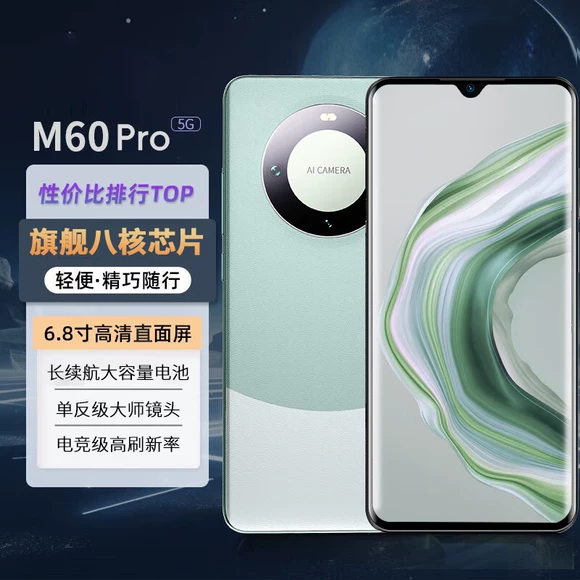 M60 Pro 5G
性价比排行TOP
旗舰八核芯片
轻便·精巧随行
6.8寸高清直面屏
长续航大容量电池
单反级大师镜头
电竞级高刷新率
AI CAMERA